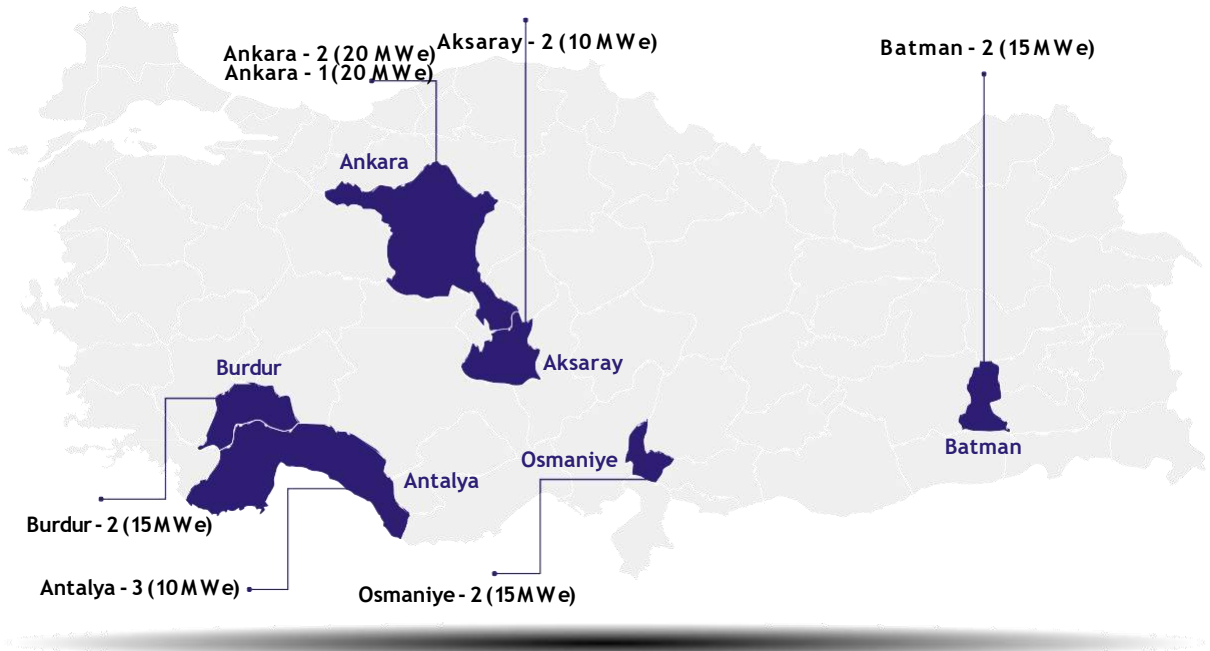 Ankara - 2 (20 MWe)
Ankara - 1 (20 MWe)
Aksaray - 2 (10 MWe)
Batman - 2 (15 MWe)
Ankara
Burdur
Aksaray
Osmaniye
Batman
Antalya
Burdur - 2 (15 MWe)
Antalya - 3 (10 MWe)
Osmaniye - 2 (15 MWe)